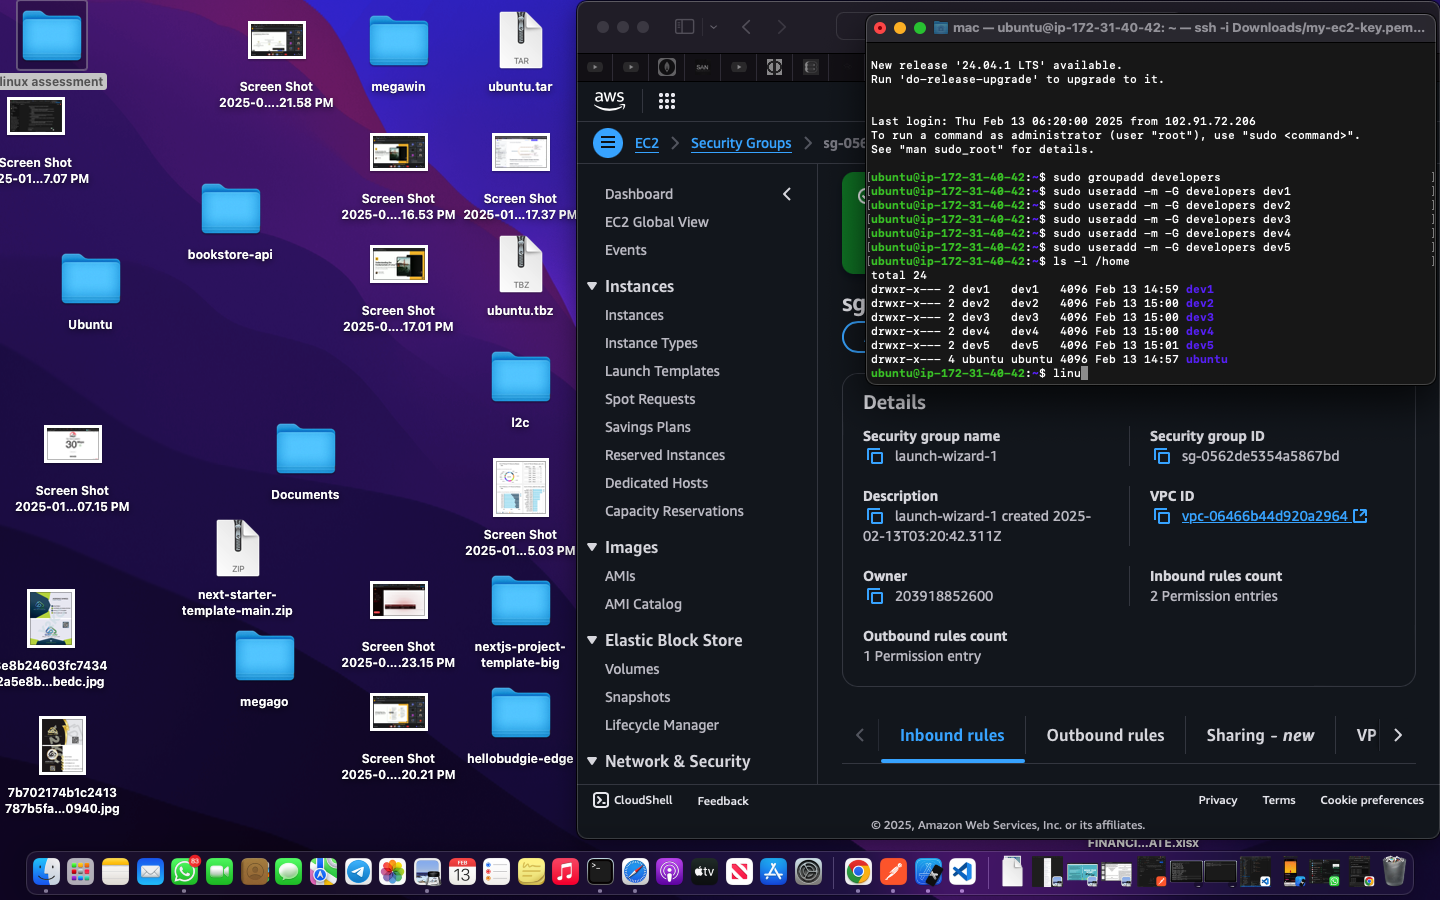 linux assessment
Screen Shot
25-01...7.07 PM
Screen Shot
2025-0....21.58 PM
megawin
ubuntu.tar
TAR
Screen Shot
2025-0....16.53 PM
Screen Shot
2025-01...17.37 PM
bookstore-api
Ubuntu
Screen Shot
2025-0....17.01 PM
ubuntu.tbz
TBZ
l2c
Screen Shot
2025-01...07.15 PM
Documents
Screen Shot
2025-01...5.03 PM
ZIP
next-starter-
template-main.zip
Screen Shot
2025-0....23.15 PM
nextjs-project-
template-big
e8b24603fc7434
2a5e8b...bedc.jpg
megago
Screen Shot
2025-0....20.21 PM
hellobudgie-edge
7b702174b1c2413
787b5fa...0940.jpg
mac — ubuntu@ip-172-31-40-42: ~ — ssh -i Downloads/my-ec2-key.pem...
New release '24.04.1 LTS' available.
Run 'do-release-upgrade' to upgrade to it.
Last login: Thu Feb 13 06:20:00 2025 from 102.91.72.206
To run a command as administrator (user "root"), use "sudo <command>".
See "man sudo_root" for details.
[ubuntu@ip-172-31-40-42:~$ sudo groupadd developers ]
[ubuntu@ip-172-31-40-42:~$ sudo useradd -m -G developers dev1 ]
[ubuntu@ip-172-31-40-42:~$ sudo useradd -m -G developers dev2 ]
[ubuntu@ip-172-31-40-42:~$ sudo useradd -m -G developers dev3 ]
[ubuntu@ip-172-31-40-42:~$ sudo useradd -m -G developers dev4 ]
[ubuntu@ip-172-31-40-42:~$ sudo useradd -m -G developers dev5 ]
[ubuntu@ip-172-31-40-42:~$ ls -l /home ]
total 24
drwxr-x--- 2 dev1 dev1 4096 Feb 13 14:59 dev1
drwxr-x--- 2 dev2 dev2 4096 Feb 13 15:00 dev2
drwxr-x--- 2 dev3 dev3 4096 Feb 13 15:00 dev3
drwxr-x--- 2 dev4 dev4 4096 Feb 13 15:00 dev4
drwxr-x--- 2 dev5 dev5 4096 Feb 13 15:01 dev5
drwxr-x--- 4 ubuntu ubuntu 4096 Feb 13 14:57 ubuntu
ubuntu@ip-172-31-40-42:~$ linu
SAN
aws
EC2
Security Groups
sg-056
Dashboard
EC2 Global View
Events
Instances
Instances
Instance Types
Launch Templates
Spot Requests
Savings Plans
Reserved Instances
Dedicated Hosts
Capacity Reservations
Images
AMIs
AMI Catalog
Elastic Block Store
Volumes
Snapshots
Lifecycle Manager
Network & Security
sg
Details
Security group name
launch-wizard-1
Security group ID
sg-0562de5354a5867bd
Description
launch-wizard-1 created 2025-
02-13T03:20:42.311Z
VPC ID
vpc-06466b44d920a2964
Owner
203918852600
Inbound rules count
2 Permission entries
Outbound rules count
1 Permission entry
Inbound rules
Outbound rules
Sharing - new
VP
CloudShell
Feedback
Privacy
Terms
Cookie preferences
© 2025, Amazon Web Services, Inc. or its affiliates.
FINANCI...ATE.xlsx
83
FEB
13
tv